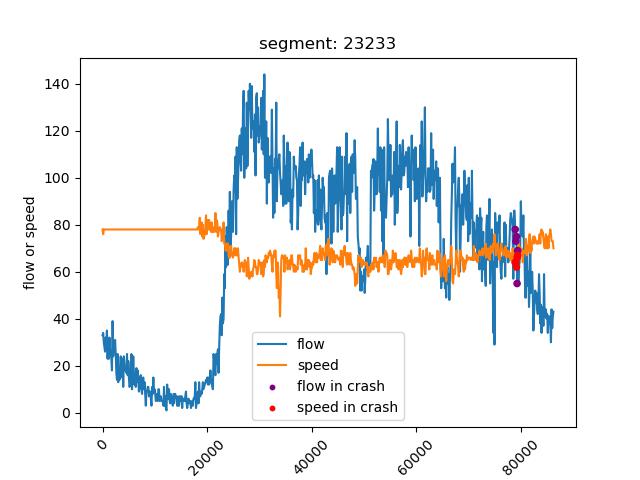 segment: 23233
flow or speed
140
120
100
80
60
40
20
0
flow
speed
flow in crash
speed in crash
0
20000
40000
60000
80000